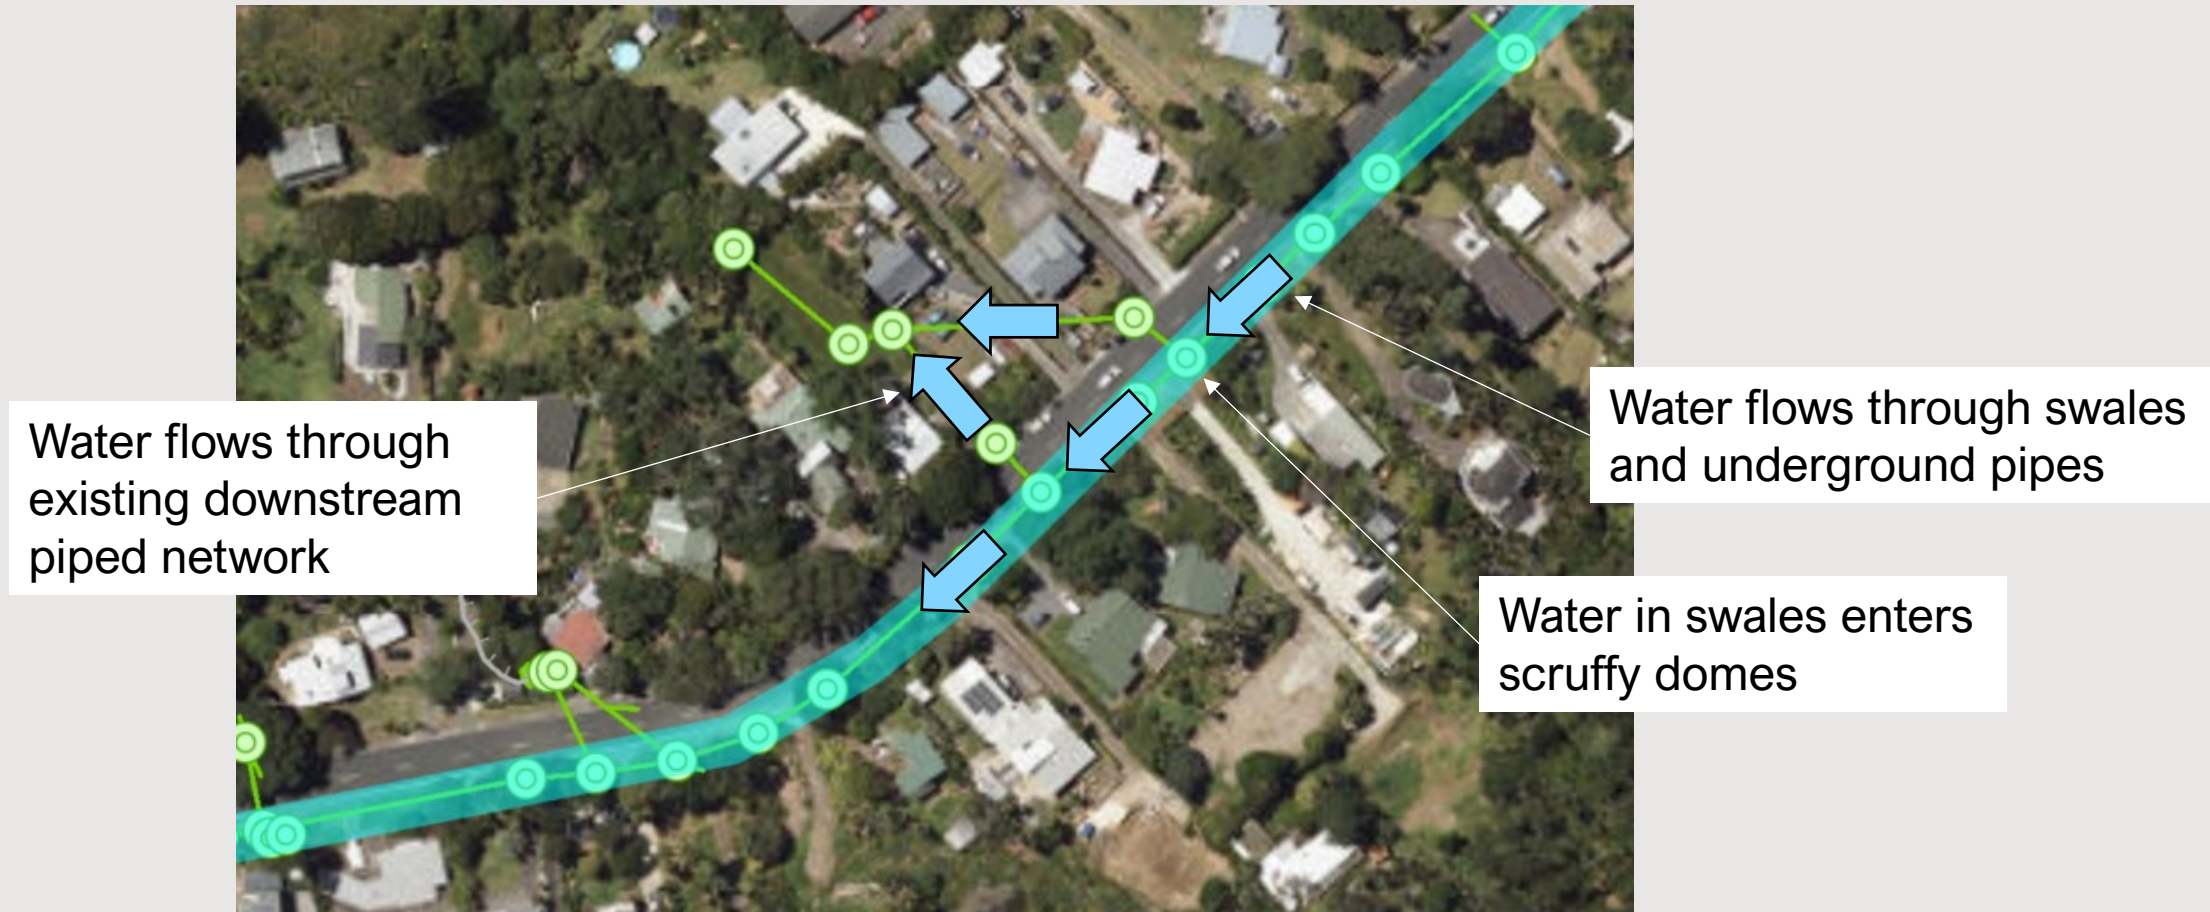 Water flows through
existing downstream
piped network
Water flows through swales
and underground pipes
Water in swales enters
scruffy domes